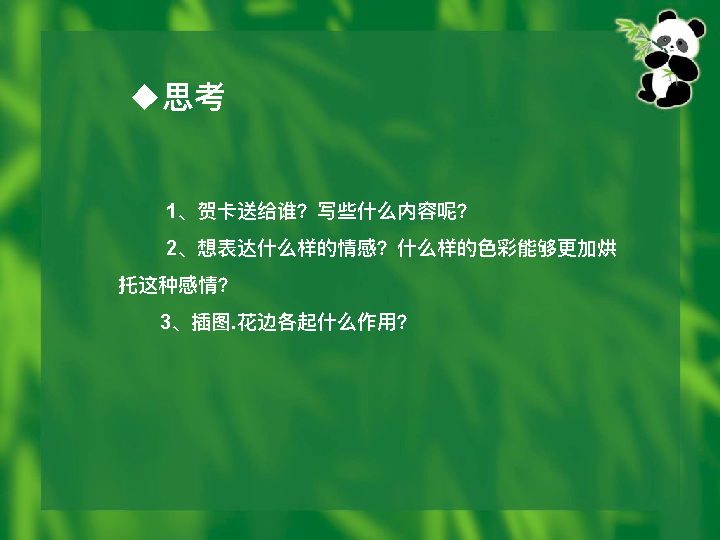 ◆思考
1、贺卡送给谁？写些什么内容呢?
2、想表达什么样的情感？什么样的色彩能够更加烘
托这种感情?
3、插图.花边各起什么作用?